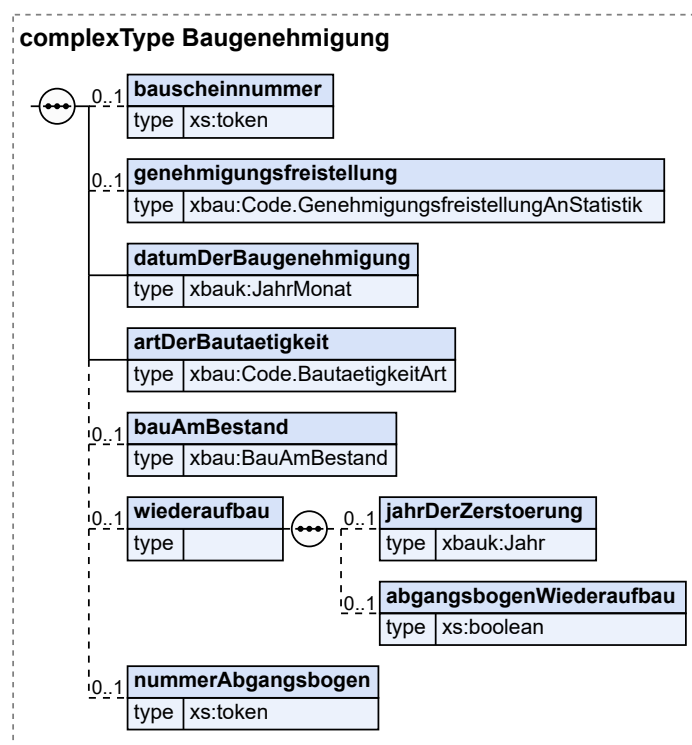 complexType Baugenehmigung
0..1 bauscheinnummer
type xs:token
0..1 genehmigungsfreistellung
type xbau:Code.GenehmigungsfreistellungAnStatistik
datumDerBaugenehmigung
type xbauk:JahrMonat
artDerBautaetigkeit
type xbau:Code.BautaetigkeitArt
0..1 bauAmBestand
type xbau:BauAmBestand
0..1 wiederaufbau
type
0..1 jahrDerZerstoerung
type xbauk:Jahr
0..1 abgangsbogenWiederaufbau
type xs:boolean
0..1 nummerAbgangsbogen
type xs:token